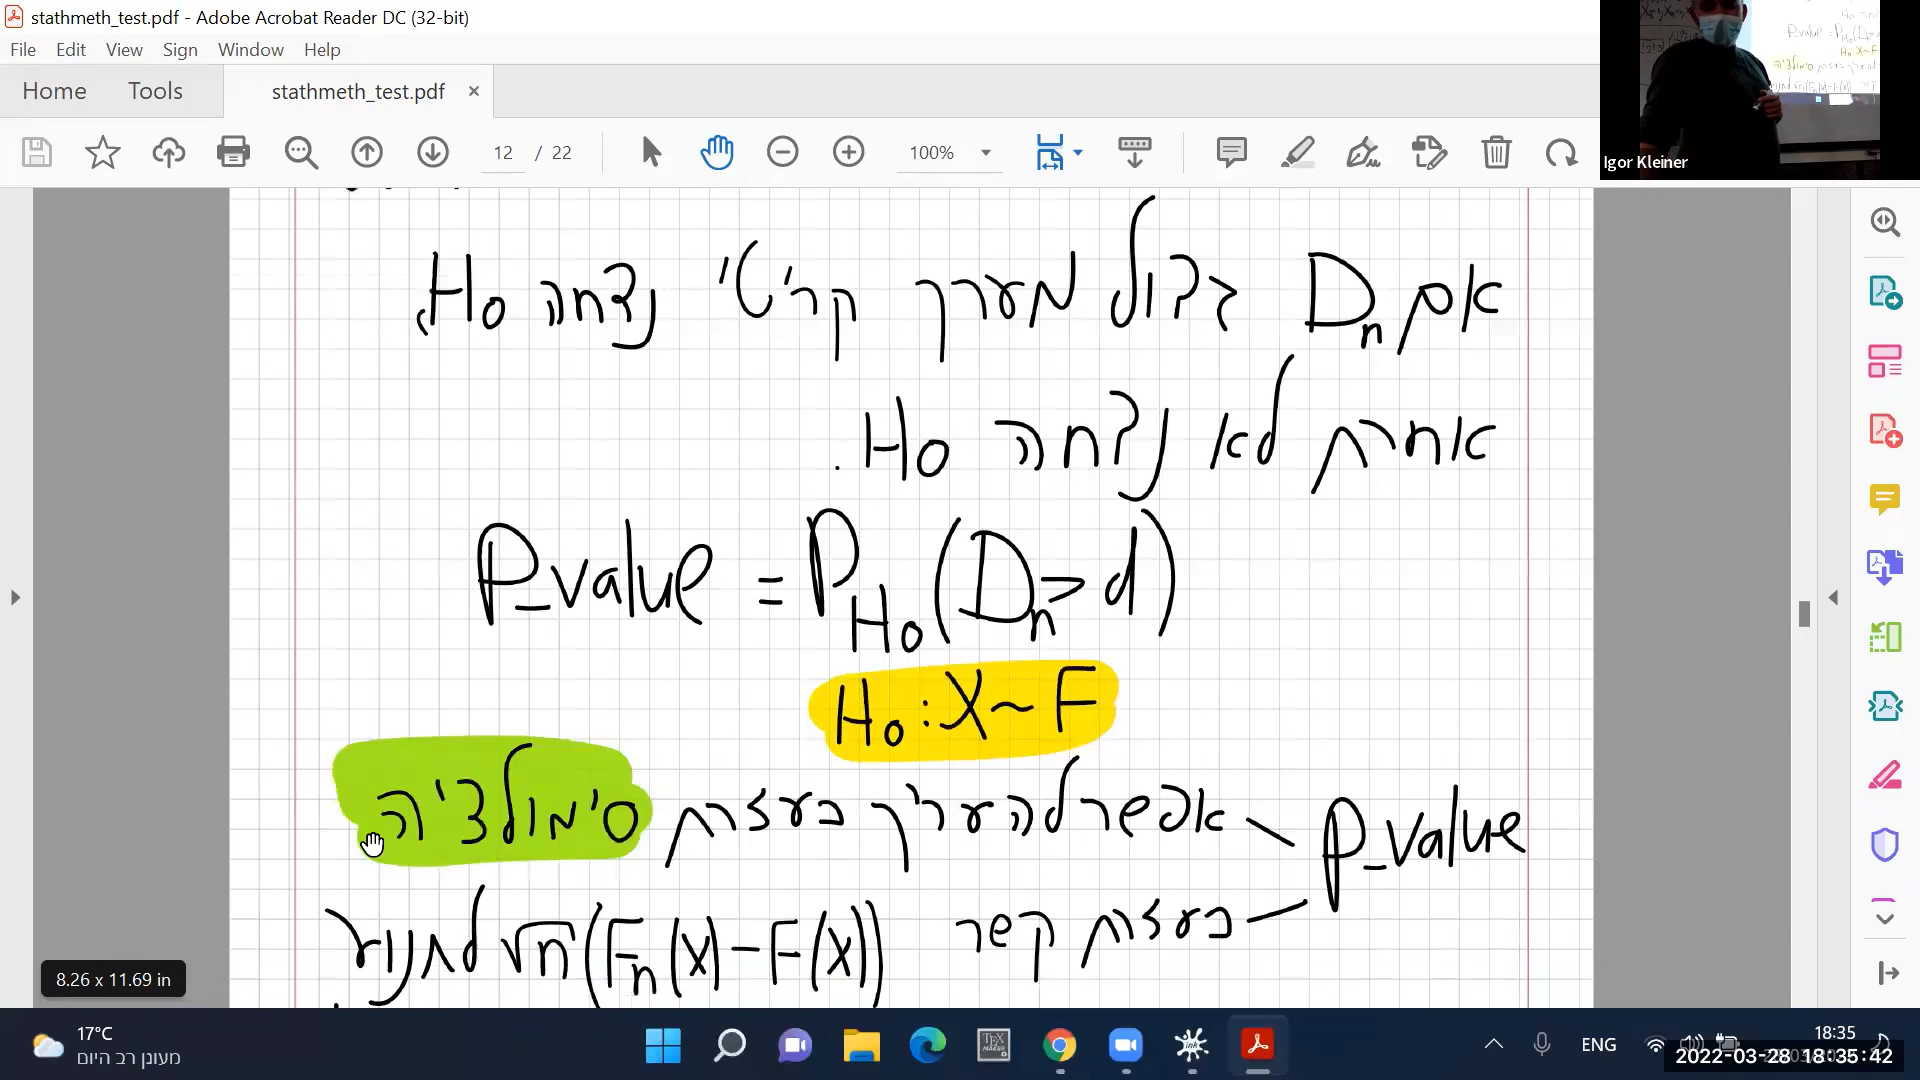 stathmeth_test.pdf - Adobe Acrobat Reader DC (32-bit)
File Edit View Sign Window Help
Home Tools stathmeth_test.pdf ×
12 / 22 100%
Igor Kleiner
אם Dn גדול מערך קריטי נדחה H0.
אחרת לא נדחה H0.
P_value = P_H0 (Dn > d)
H0 : X ~ F
P_value אפשר להעריך בעזרת סימולציה
בעזרת קשר √n (Fn(x) - F(x)) לתנועת
8.26 x 11.69 in
17°C
מעונן רב היום
ENG
18:35
2022-03-28 18:35:42